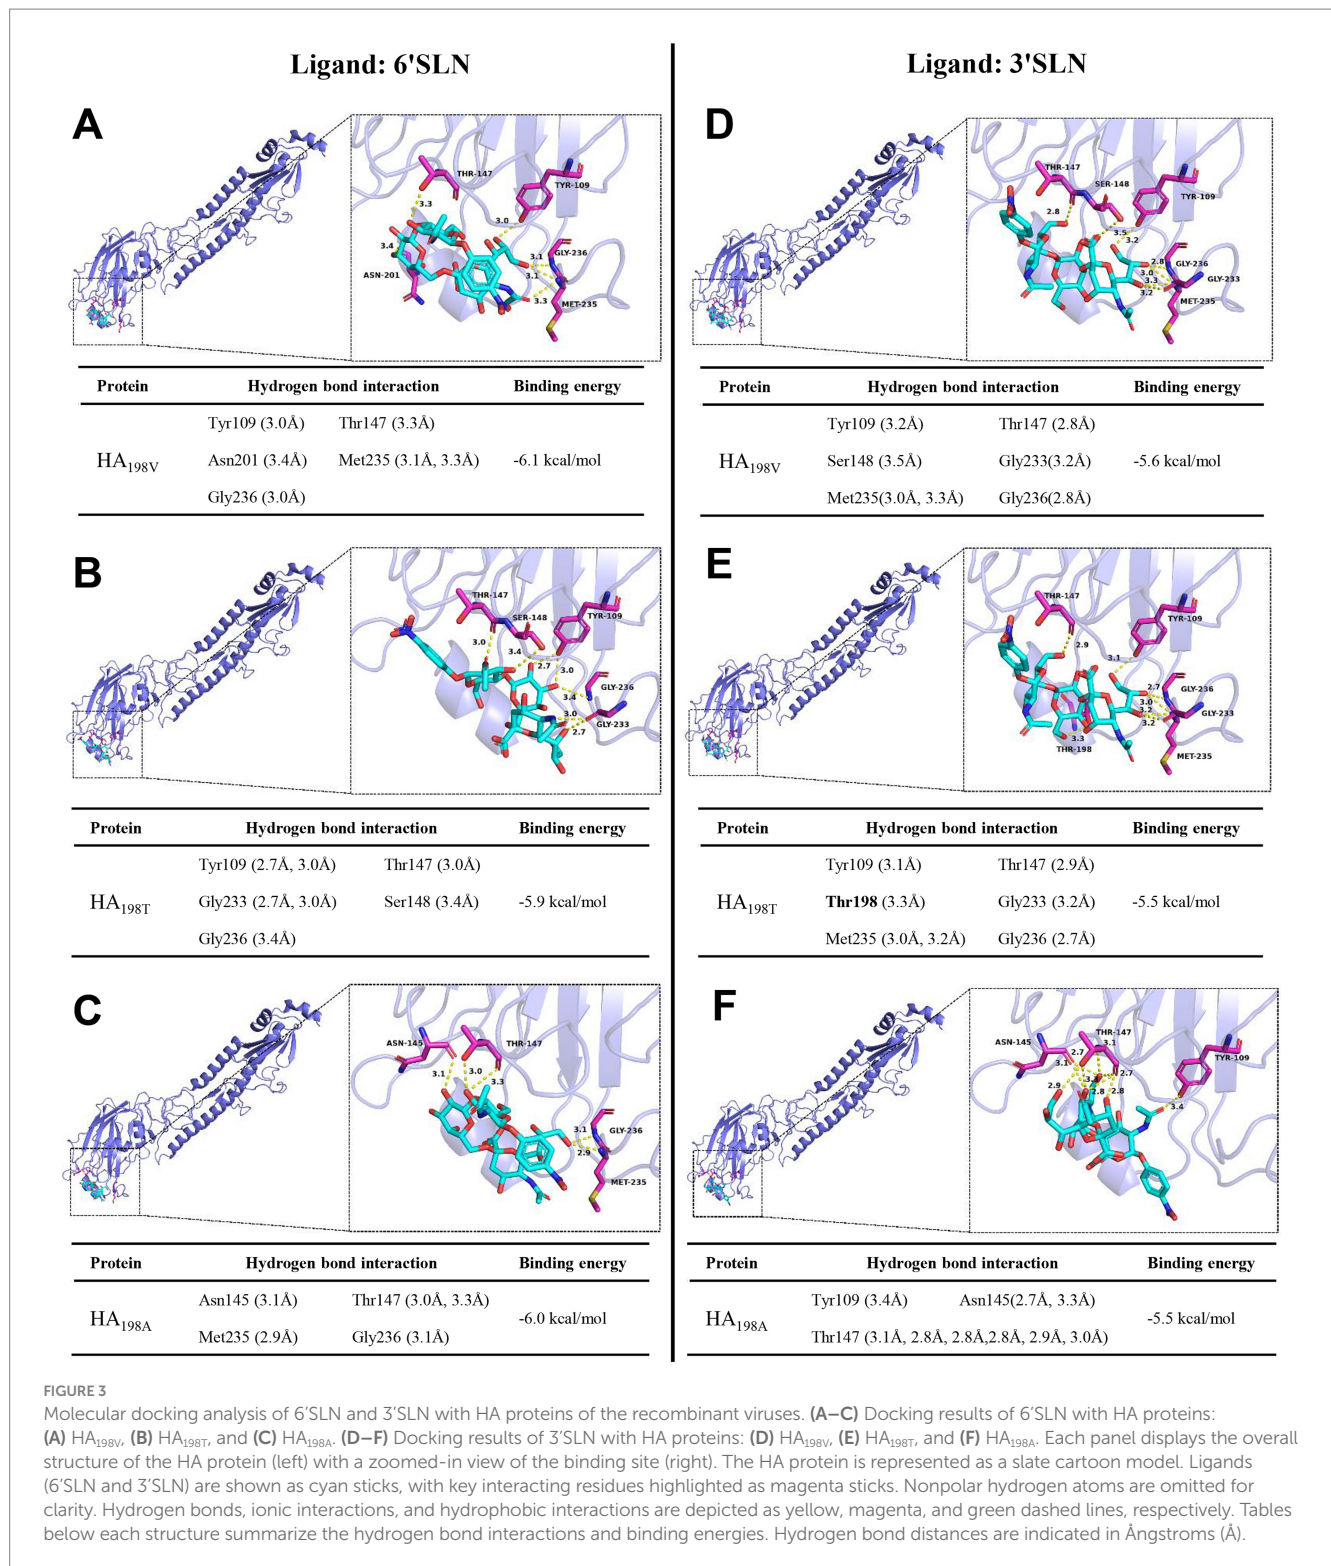 Ligand: 6'SLN
Ligand: 3'SLN
A
THR-147
TYR-109
3.3
3.0
3.4
ASN-201
3.1
GLY-236
3.1
3.3
MET-235
Protein Hydrogen bond interaction Binding energy
Tyr109 (3.0Å) Thr147 (3.3Å)
HA198V Asn201 (3.4Å) Met235 (3.1Å, 3.3Å) -6.1 kcal/mol
Gly236 (3.0Å)
D
THR-147
SER-148
TYR-109
2.8
3.5
3.2
2.8
GLY-236
3.0
3.3
GLY-233
3.2
MET-235
Protein Hydrogen bond interaction Binding energy
Tyr109 (3.2Å) Thr147 (2.8Å)
HA198V Ser148 (3.5Å) Gly233(3.2Å) -5.6 kcal/mol
Met235(3.0Å, 3.3Å) Gly236(2.8Å)
B
THR-147
SER-148
TYR-109
3.0
3.4
2.7
3.0
3.4
GLY-236
3.0
GLY-233
2.7
Protein Hydrogen bond interaction Binding energy
Tyr109 (2.7Å, 3.0Å) Thr147 (3.0Å)
HA198T Gly233 (2.7Å, 3.0Å) Ser148 (3.4Å) -5.9 kcal/mol
Gly236 (3.4Å)
E
THR-147
TYR-109
2.9
3.1
2.7
GLY-236
3.0
3.2
GLY-233
3.2
3.3
THR-198
MET-235
Protein Hydrogen bond interaction Binding energy
Tyr109 (3.1Å) Thr147 (2.9Å)
HA198T Thr198 (3.3Å) Gly233 (3.2Å) -5.5 kcal/mol
Met235 (3.0Å, 3.2Å) Gly236 (2.7Å)
C
ASN-145
THR-147
3.1
3.0
3.3
3.1
GLY-236
2.9
MET-235
Protein Hydrogen bond interaction Binding energy
Asn145 (3.1Å) Thr147 (3.0Å, 3.3Å)
HA198A -6.0 kcal/mol
Met235 (2.9Å) Gly236 (3.1Å)
F
THR-147
ASN-145
3.1
2.7
TYR-109
3.1
2.7
2.9
2.8
2.8
3.4
Protein Hydrogen bond interaction Binding energy
Tyr109 (3.4Å) Asn145(2.7Å, 3.3Å)
HA198A -5.5 kcal/mol
Thr147 (3.1Å, 2.8Å, 2.8Å,2.8Å, 2.9Å, 3.0Å)
FIGURE 3
Molecular docking analysis of 6'SLN and 3'SLN with HA proteins of the recombinant viruses. (A–C) Docking results of 6'SLN with HA proteins:
(A) HA198V, (B) HA198T, and (C) HA198A. (D–F) Docking results of 3'SLN with HA proteins: (D) HA198V, (E) HA198T, and (F) HA198A. Each panel displays the overall
structure of the HA protein (left) with a zoomed-in view of the binding site (right). The HA protein is represented as a slate cartoon model. Ligands
(6'SLN and 3'SLN) are shown as cyan sticks, with key interacting residues highlighted as magenta sticks. Nonpolar hydrogen atoms are omitted for
clarity. Hydrogen bonds, ionic interactions, and hydrophobic interactions are depicted as yellow, magenta, and green dashed lines, respectively. Tables
below each structure summarize the hydrogen bond interactions and binding energies. Hydrogen bond distances are indicated in Ångstroms (Å).